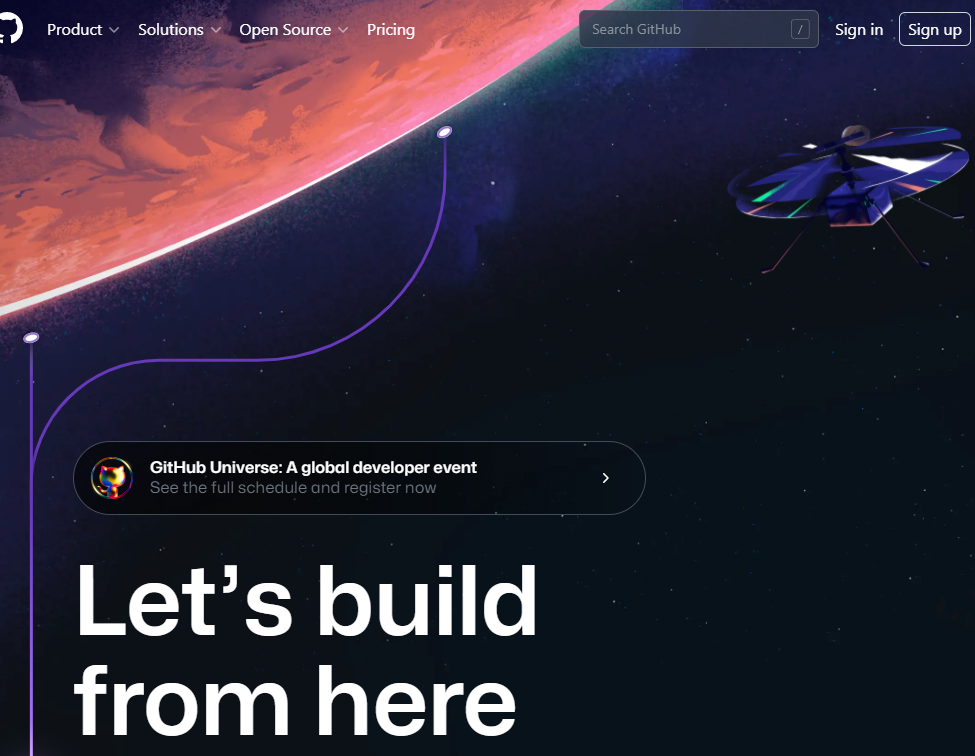 Product
Solutions
Open Source
Pricing
Search GitHub
/
Sign in
Sign up
GitHub Universe: A global developer event
See the full schedule and register now
Let’s build
from here